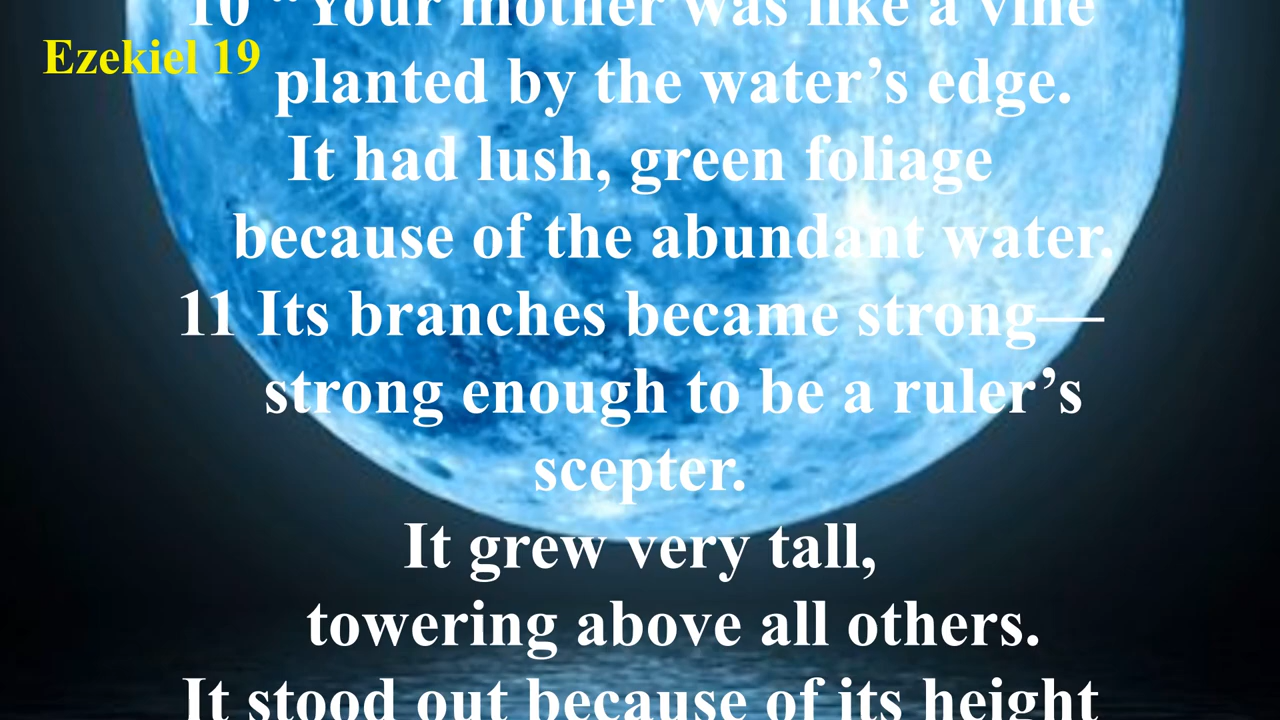 10 “Your mother was like a vine
Ezekiel 19
planted by the water’s edge.
It had lush, green foliage
because of the abundant water.
11 Its branches became strong—
strong enough to be a ruler’s
scepter.
It grew very tall,
towering above all others.
It stood out because of its height